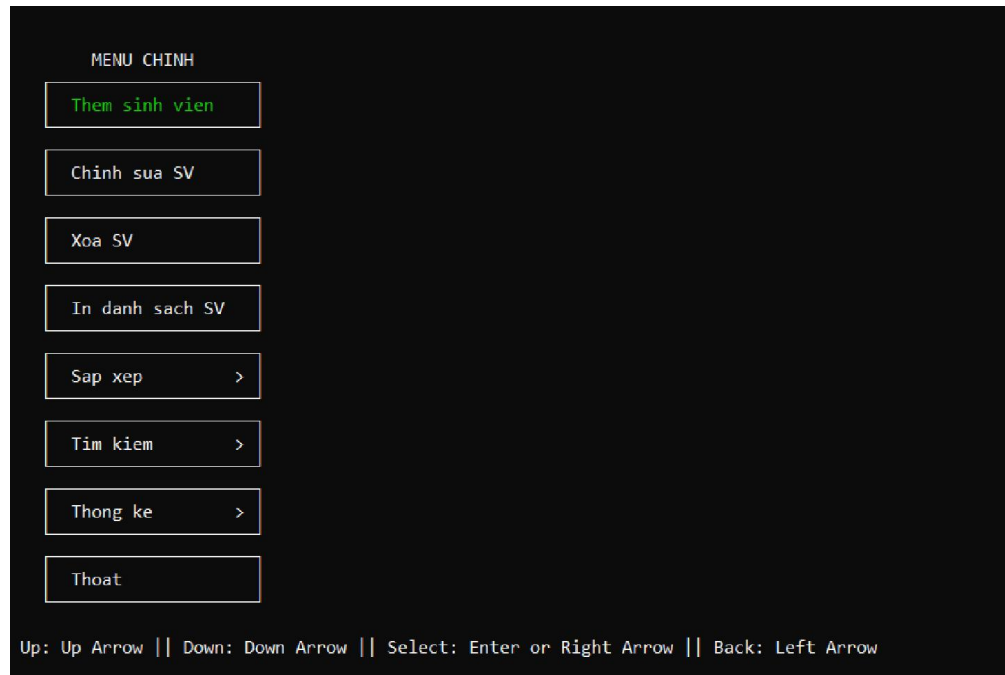 MENU CHINH
Them sinh vien
Chinh sua SV
Xoa SV
In danh sach SV
Sap xep >
Tim kiem >
Thong ke >
Thoat
Up: Up Arrow || Down: Down Arrow || Select: Enter or Right Arrow || Back: Left Arrow